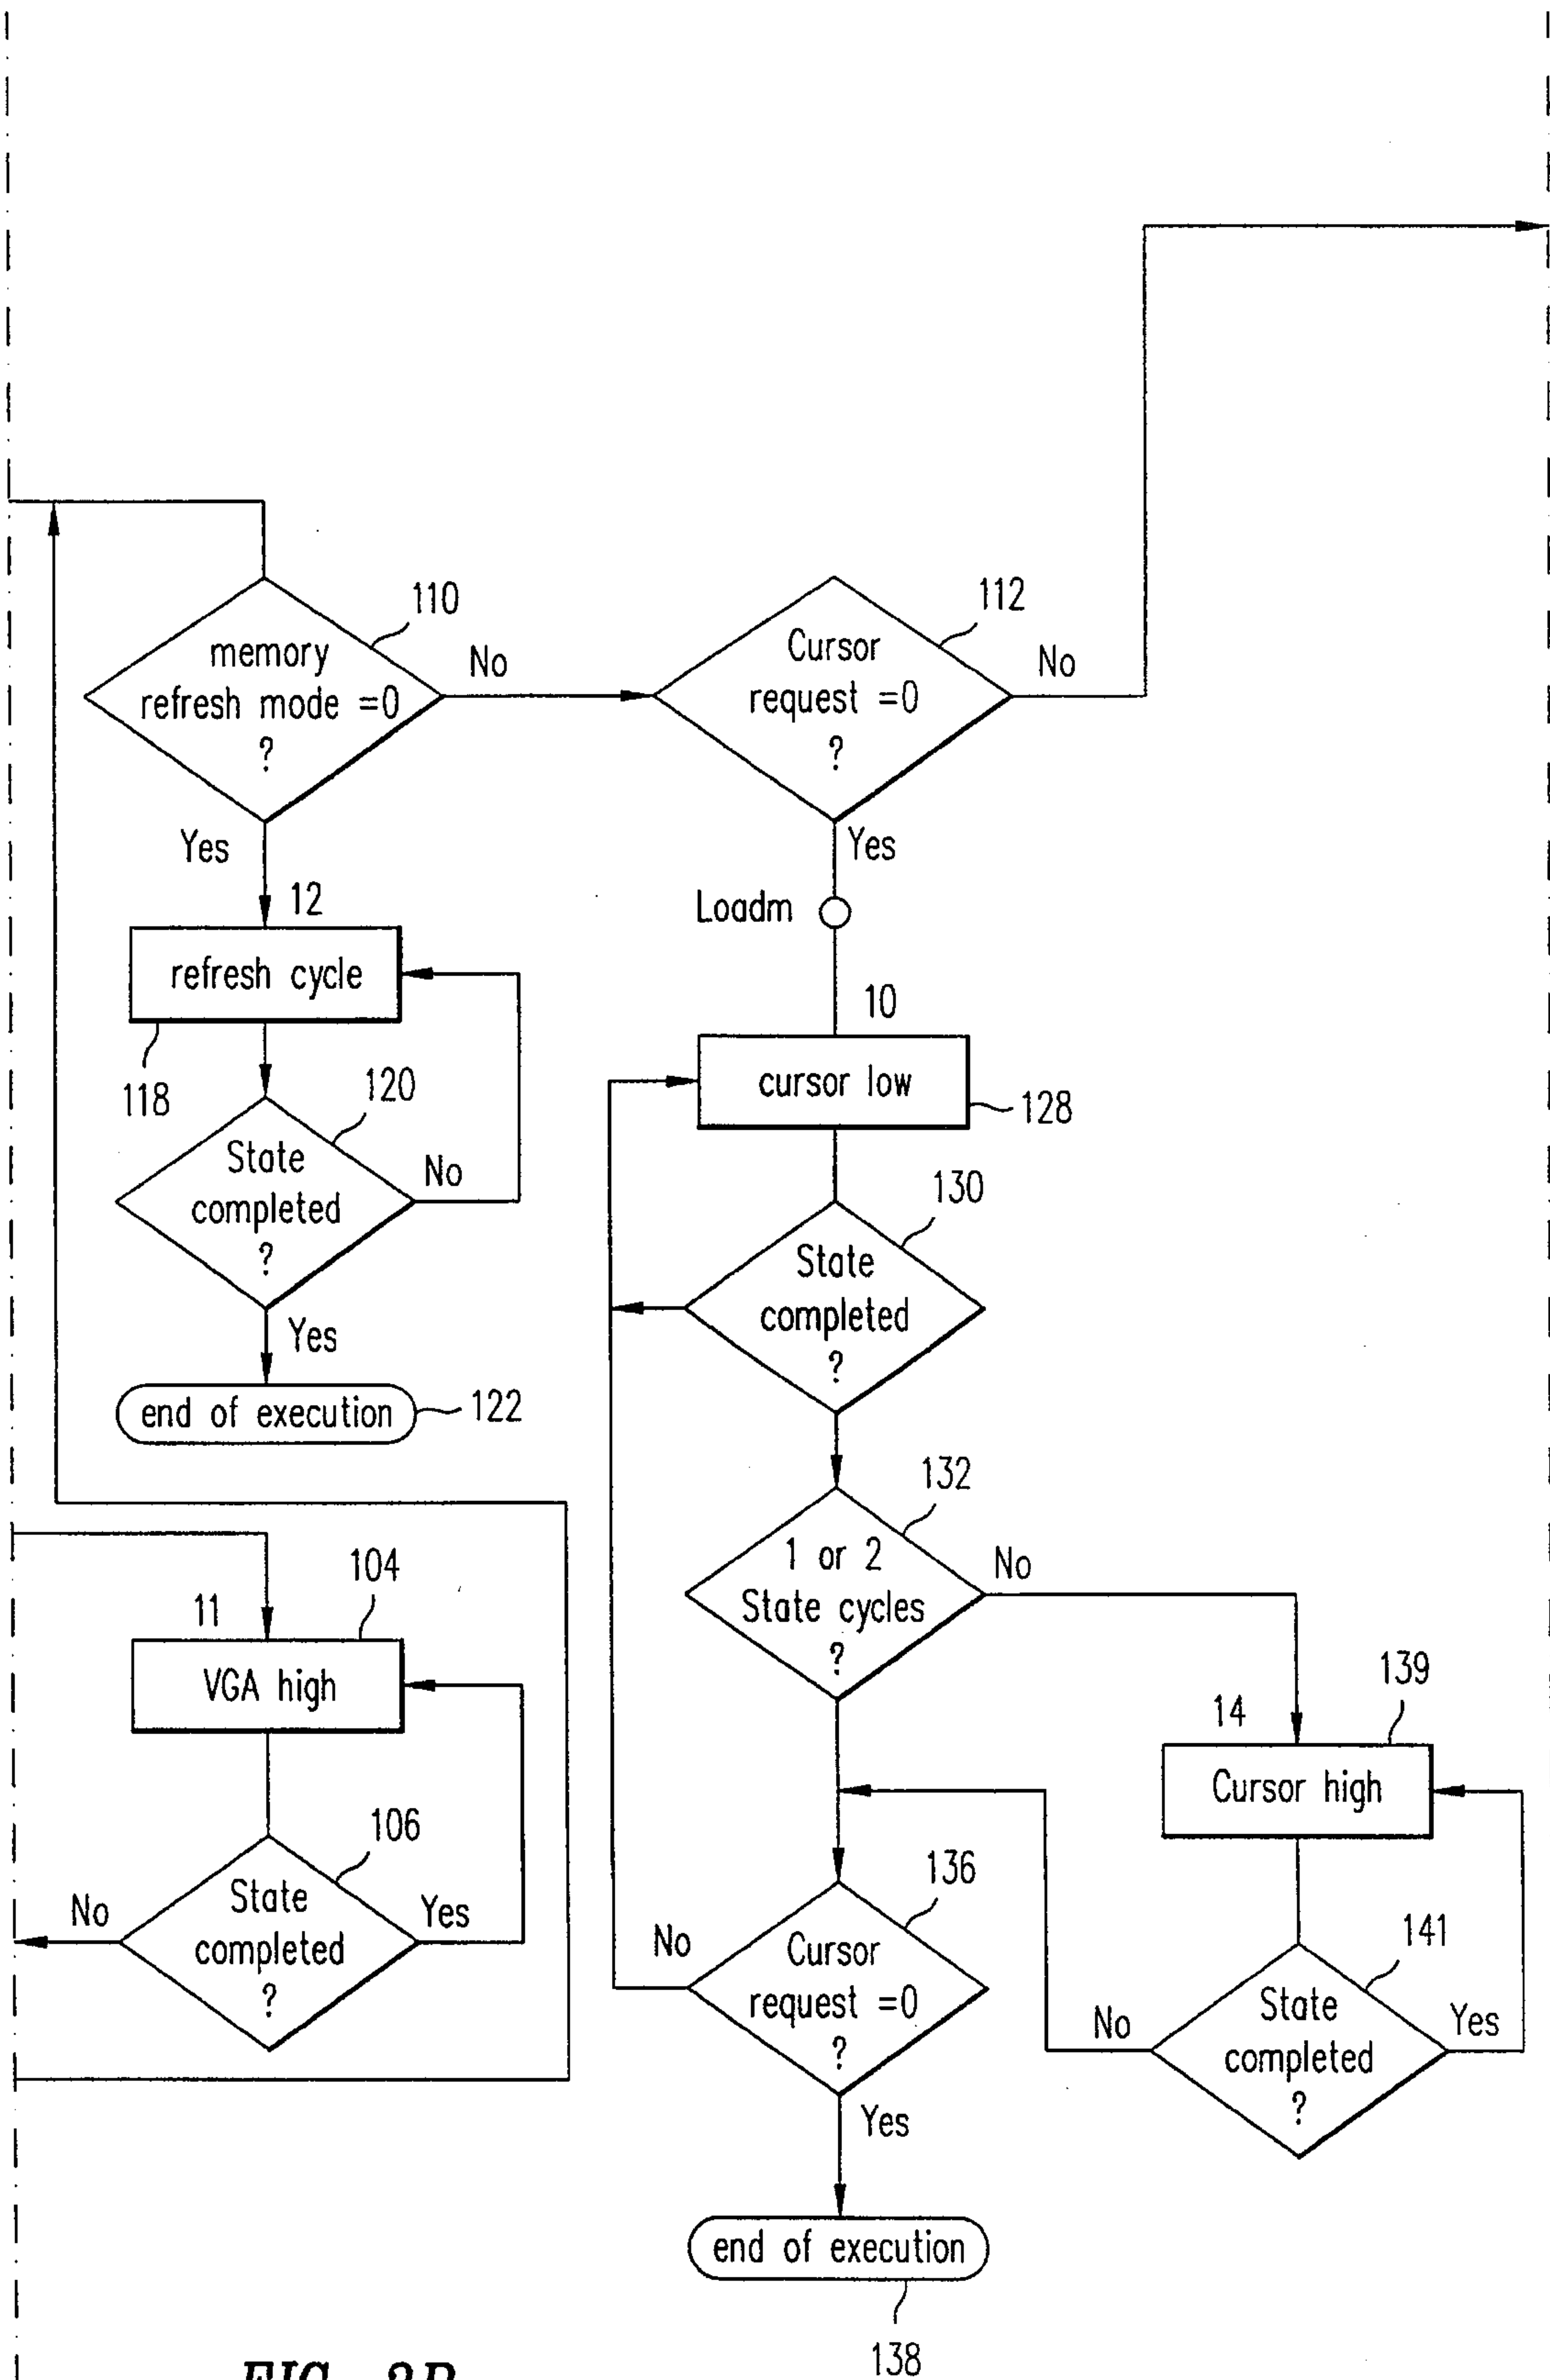 110
memory
refresh mode =0
?
No
Yes
112
Cursor
request =0
?
No
Yes
Loadm
12
refresh cycle
118
120
State
completed
?
No
Yes
end of execution
122
10
cursor low
128
130
State
completed
?
132
1 or 2
State cycles
?
No
11
104
VGA high
106
State
completed
?
No
Yes
14
139
Cursor high
141
State
completed
?
No
Yes
136
Cursor
request =0
?
No
Yes
end of execution
138